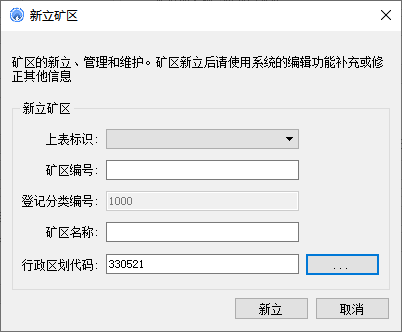 新立矿区
矿区的新立、管理和维护。矿区新立后请使用系统的编辑功能补充或修
正其他信息
新立矿区
上表标识：
矿区编号：
登记分类编号： 1000
矿区名称：
行政区划代码： 330521 ...
新立 取消